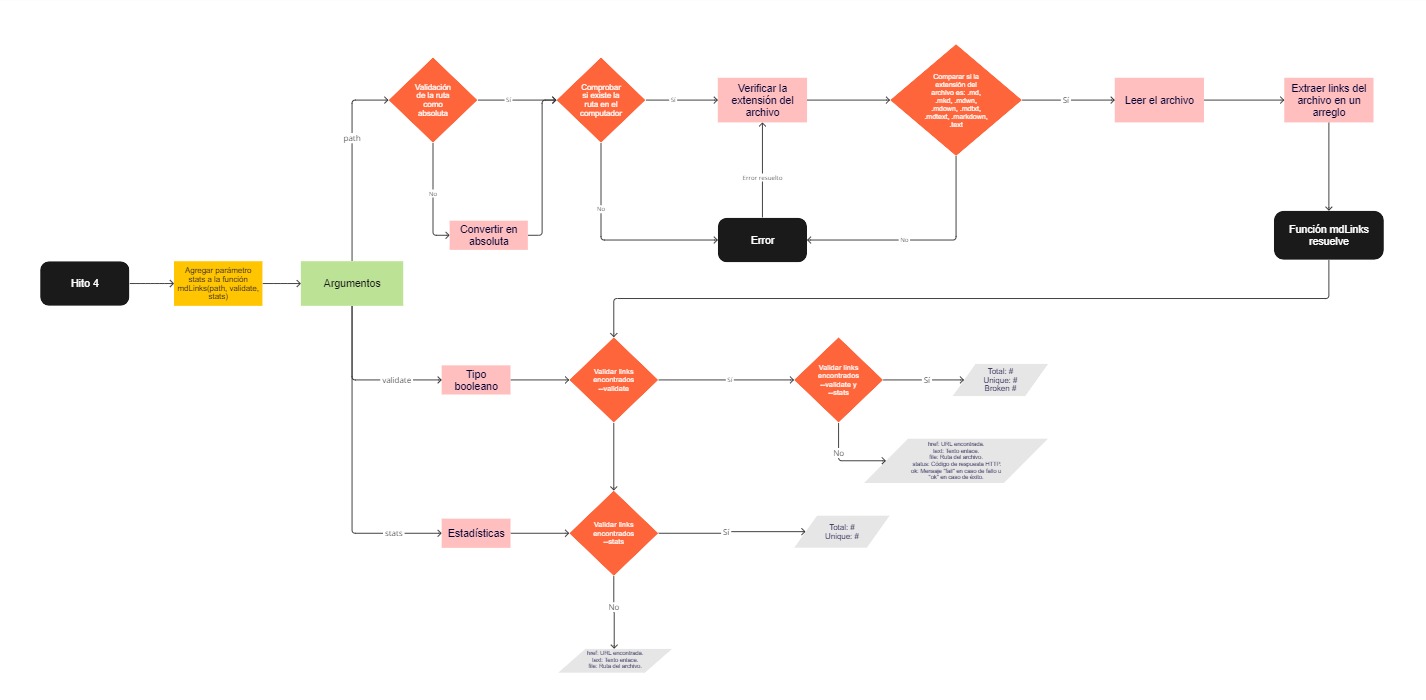 Hito 4
Agregar parámetro
stats a la función
mdLinks(path, validate,
stats)
Argumentos
path
Validación
de la ruta
como
absoluta
Sí
No
Convertir en
absoluta
Comprobar
si existe la
ruta en el
computador
Sí
No
Verificar la
extensión del
archivo
Error resuelto
Error
Comparar si la
extensión del
archivo es: .md,
.mkd, .mdwn,
.mdown, .mdtxt,
.mdtext, .markdown,
.text
No
Sí
Leer el archivo
Extraer links del
archivo en un
arreglo
Función mdLinks
resuelve
validate
Tipo
booleano
Validar links
encontrados
--validate
Sí
Validar links
encontrados
--validate y
--stats
Sí
Total: #
Unique: #
Broken #
No
href: URL encontrada.
text: Texto enlace.
file: Ruta del archivo.
status: Código de respuesta HTTP.
ok: Mensaje "fail" en caso de fallo u
"ok" en caso de éxito.
stats
Estadísticas
Validar links
encontrados
--stats
Sí
Total: #
Unique: #
No
href: URL encontrada.
text: Texto enlace.
file: Ruta del archivo.